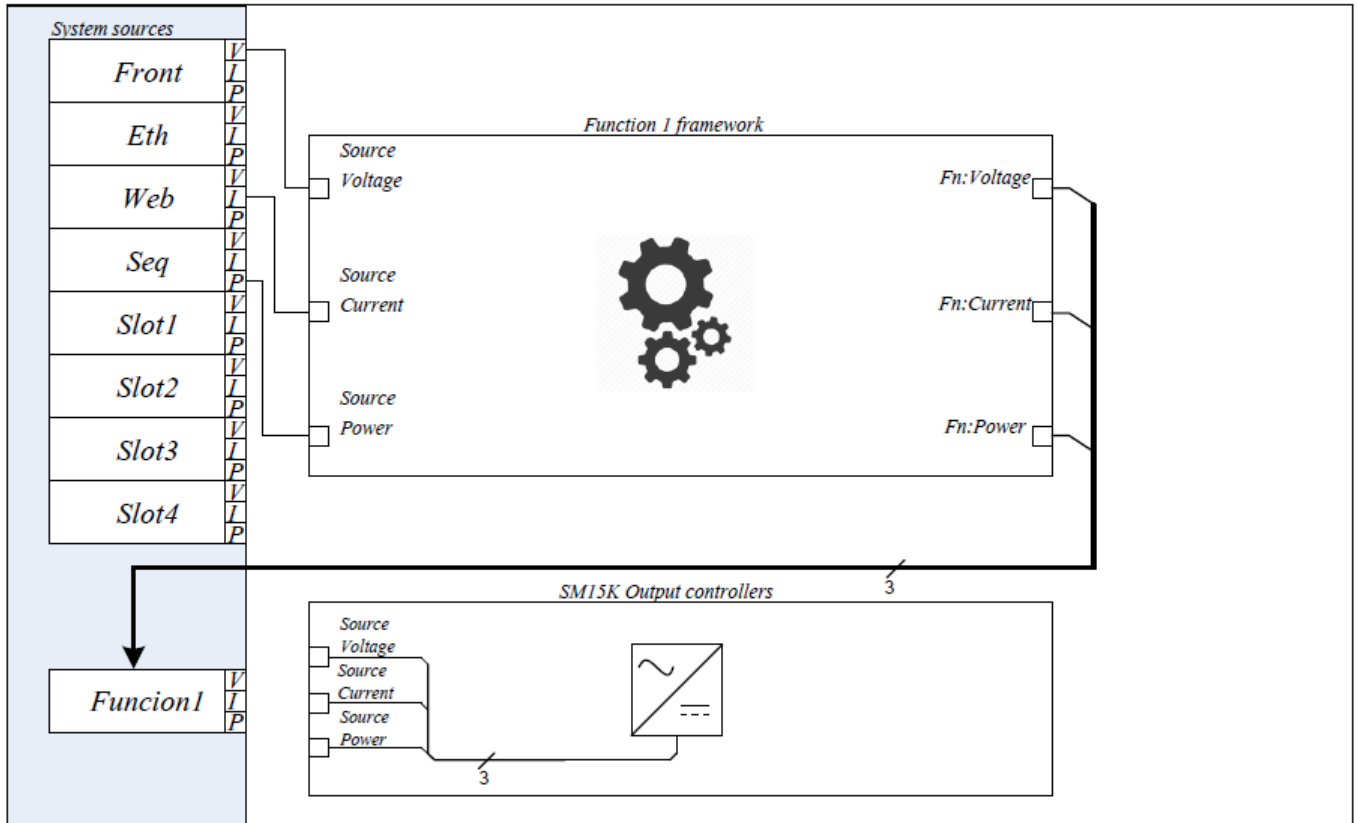 System sources
Front
V
I
P
Eth
V
I
P
Web
V
I
P
Seq
V
I
P
Slot1
V
I
P
Slot2
V
I
P
Slot3
V
I
P
Slot4
V
I
P
Function 1 framework
Source
Voltage
Source
Current
Source
Power
Fn:Voltage
Fn:Current
Fn:Power
3
SM15K Output controllers
Source
Voltage
Source
Current
Source
Power
3
Funcion1
V
I
P